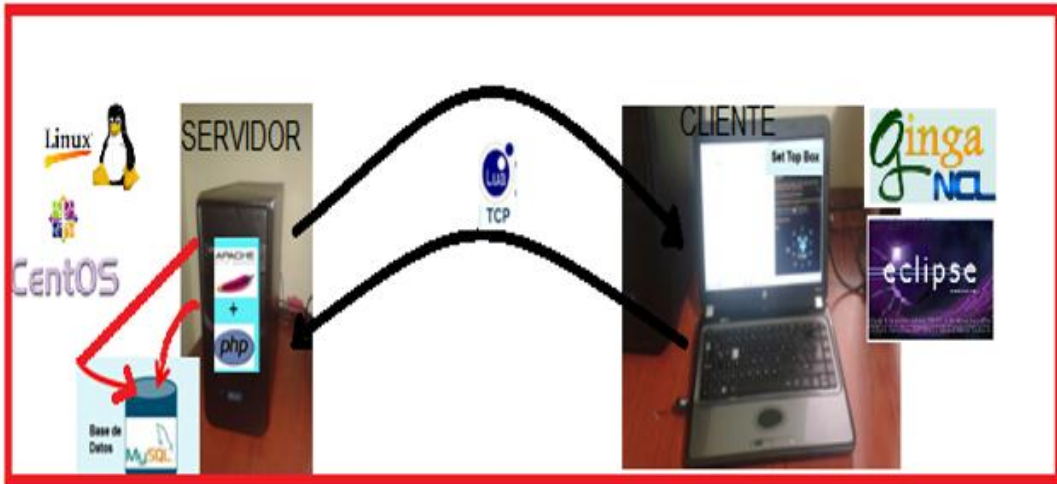 Linux
CentOS
SERVIDOR
APACHE
+
php
Base de
Datos
MySQL
Lua
TCP
CLIENTE
Set Top Box
Ginga
NCL
eclipse